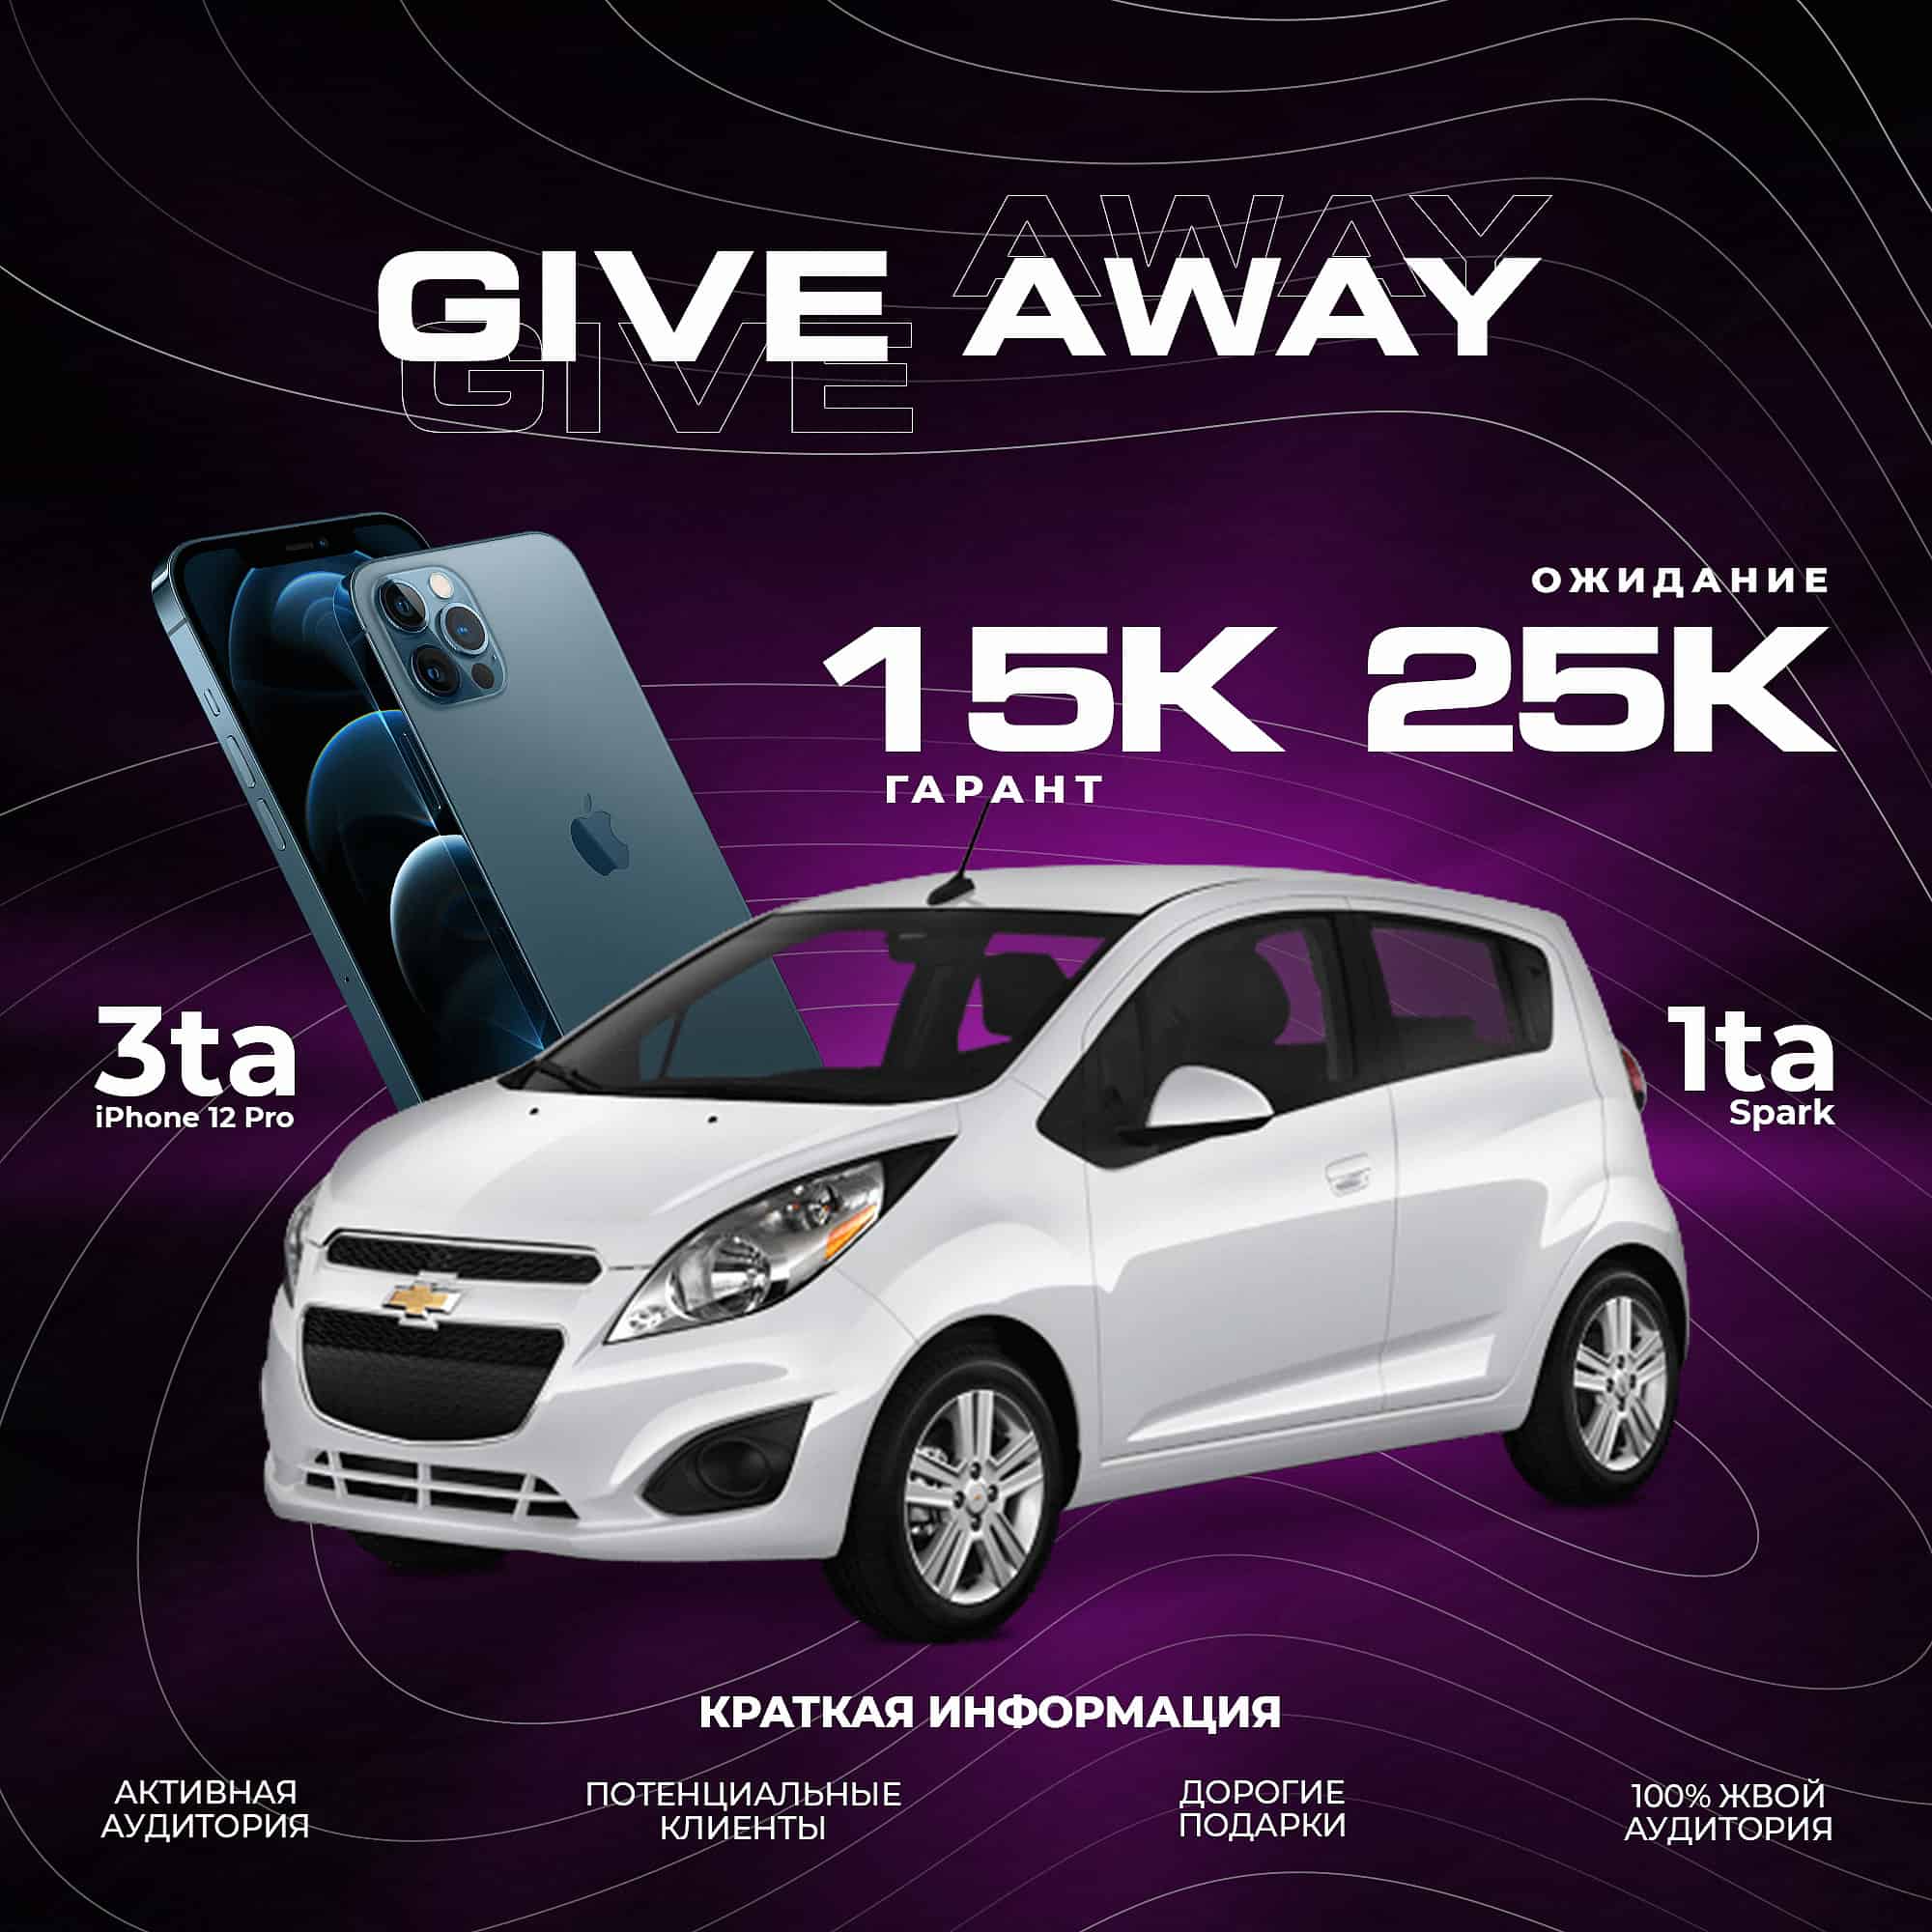 GIVE AWAY
GIVE AWAY
ОЖИДАНИЕ
15K 25K
ГАРАНТ
3ta
iPhone 12 Pro
1ta
Spark
КРАТКАЯ ИНФОРМАЦИЯ
АКТИВНАЯ
АУДИТОРИЯ
ПОТЕНЦИАЛЬНЫЕ
КЛИЕНТЫ
ДОРОГИЕ
ПОДАРКИ
100% ЖВОЙ
АУДИТОРИЯ